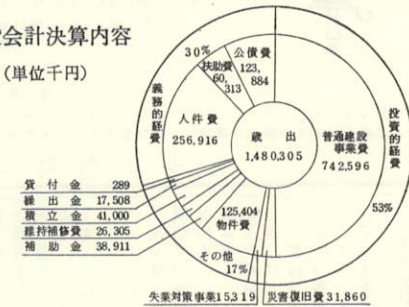 会計決算内容
(単位千円)
30%
公債費
123,
884
扶助費
60,
313
義務的経費
人件費
256,916
歳出
1,480,305
普通建設
事業費
742,596
投資的経費
53%
貸付金 289
繰出金 17,508
積立金 41,000
維持補修費 26,305
補助金 38,911
125,404
物件費
その他
17%
失業対策事業15,319
災害復旧費31,860